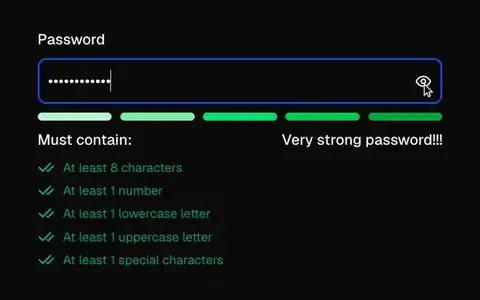 Password
••••••••••••
Must contain:
Very strong password!!!
At least 8 characters
At least 1 number
At least 1 lowercase letter
At least 1 uppercase letter
At least 1 special characters